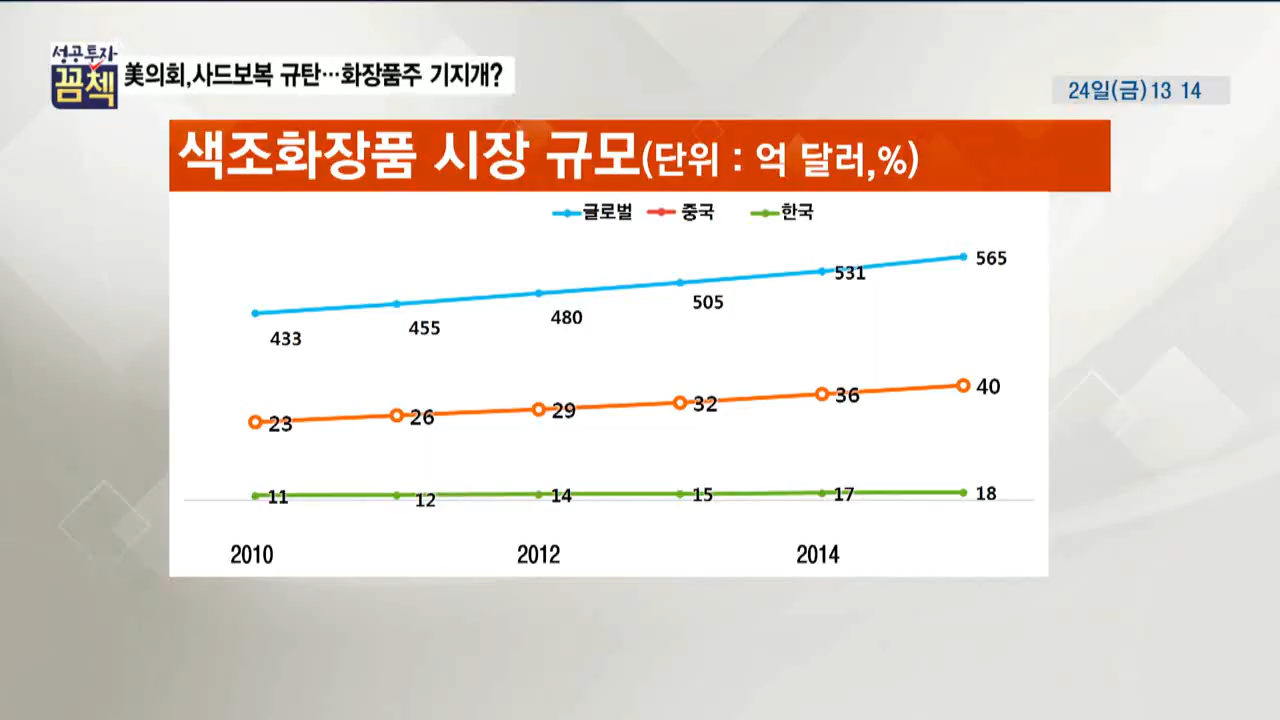 성공투자
꼼첵
美의회,사드보복 규탄…화장품주 기지개?
24일(금) 13 14
색조화장품 시장 규모(단위 : 억 달러,%)
글로벌 중국 한국
433 455 480 505 531 565
23 26 29 32 36 40
11 12 14 15 17 18
2010 2012 2014